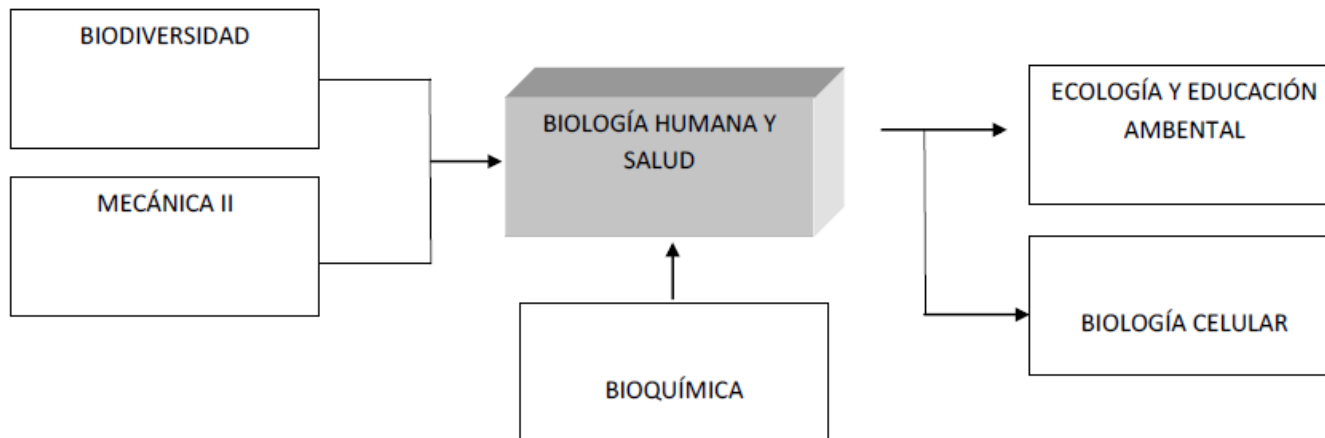 BIODIVERSIDAD
MECÁNICA II
BIOLOGÍA HUMANA Y
SALUD
BIOQUÍMICA
ECOLOGÍA Y EDUCACIÓN
AMBENTAL
BIOLOGÍA CELULAR